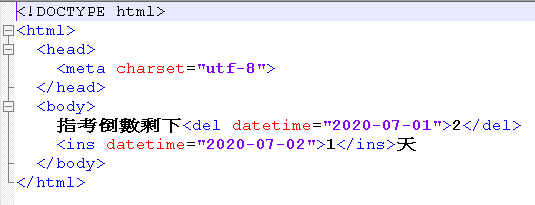 <!DOCTYPE html>
<html>
<head>
<meta charset="utf-8">
</head>
<body>
指考倒數剩下<del datetime="2020-07-01">2</del>
<ins datetime="2020-07-02">1</ins>天
</body>
</html>